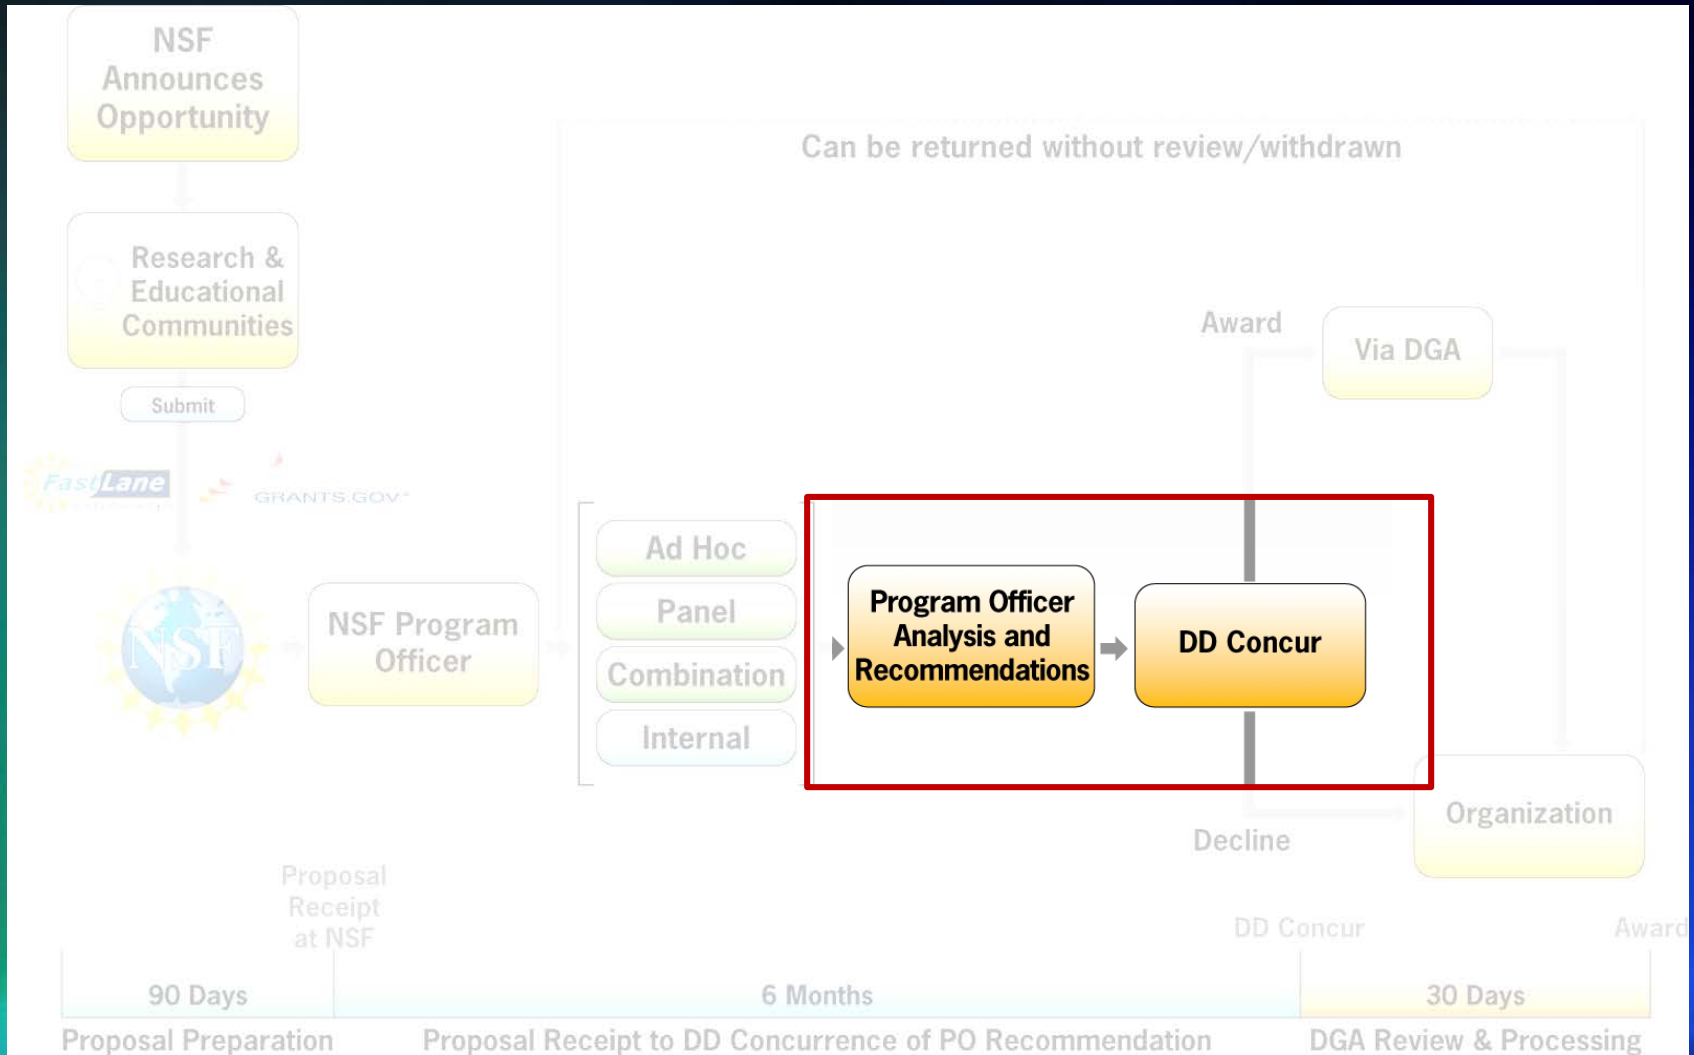 NSF
Announces
Opportunity
Can be returned without review/withdrawn
Research &
Educational
Communities
Submit
FastLane
GRANTS.GOV
Award
Via DGA
NSF
NSF Program
Officer
Ad Hoc
Panel
Combination
Internal
Program Officer
Analysis and
Recommendations
DD Concur
Decline
Organization
Proposal
Receipt
at NSF
DD Concur
Award
90 Days
6 Months
30 Days
Proposal Preparation
Proposal Receipt to DD Concurrence of PO Recommendation
DGA Review & Processing